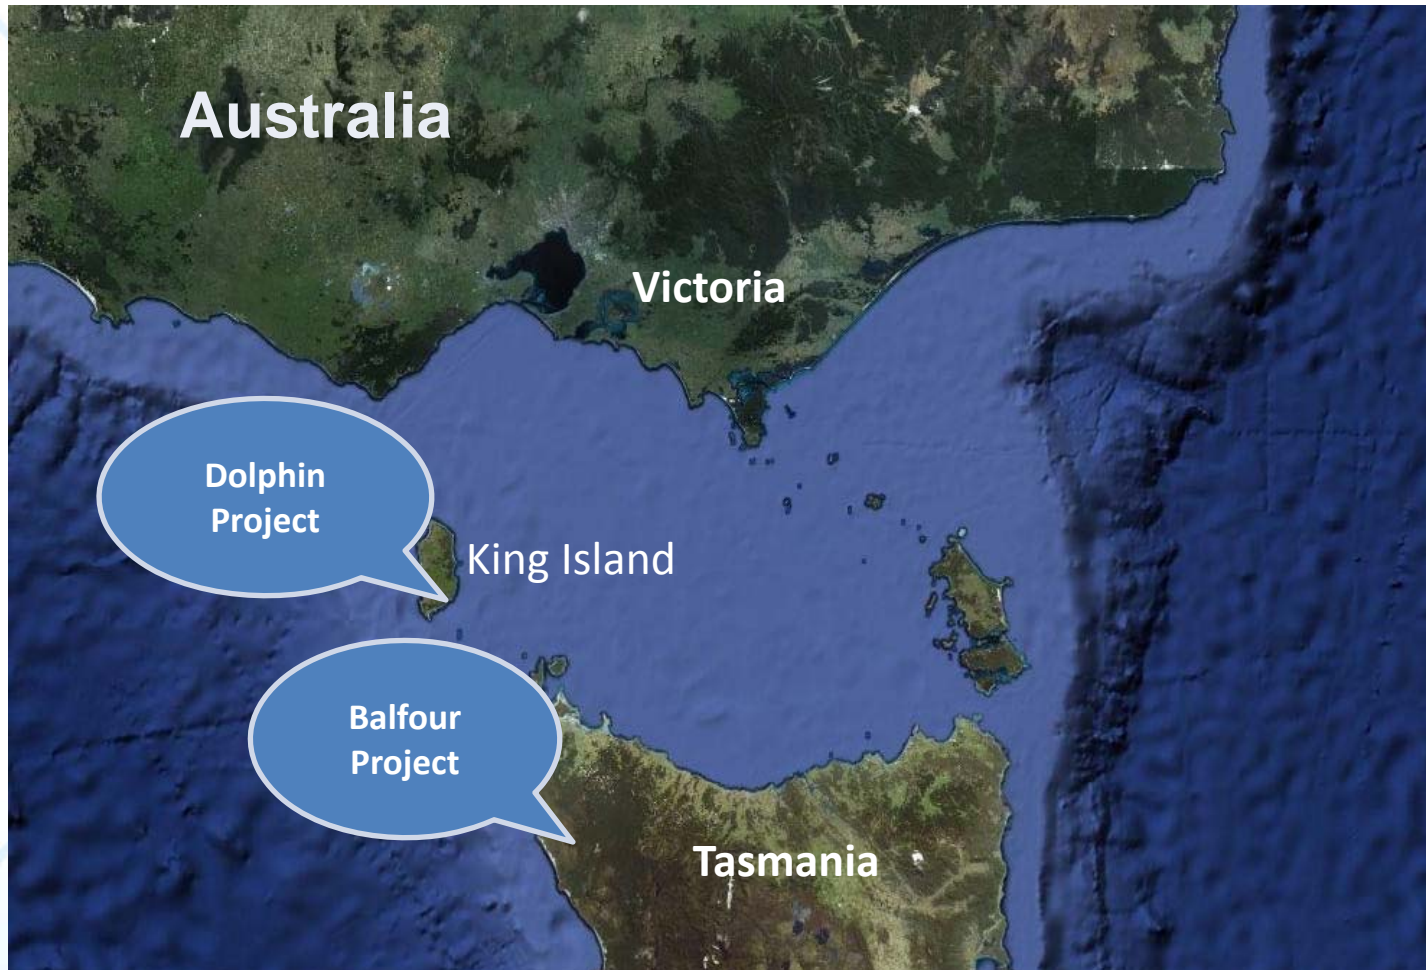 Australia
Victoria
Dolphin
Project
King Island
Balfour
Project
Tasmania